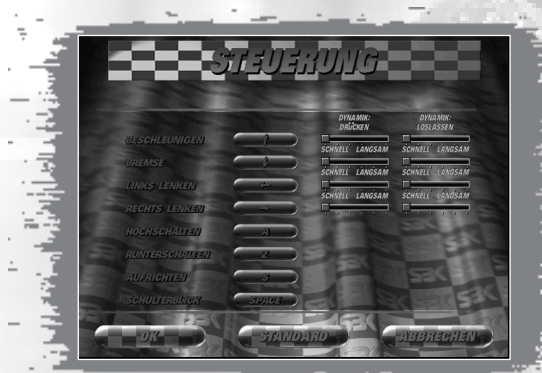 STEUERUNG
DYNAMIK: DYNAMIK:
DRÜCKEN LOSLASSEN
BESCHLEUNIGEN ↑
SCHNELL LANGSAM SCHNELL LANGSAM
BREMSE ↓
SCHNELL LANGSAM SCHNELL LANGSAM
LINKS LENKEN ←
SCHNELL LANGSAM SCHNELL LANGSAM
RECHTS LENKEN →
HOCHSCHALTEN A
RUNTERSCHALTEN Z
AUFRICHTEN S
SCHULTERBLICK SPACE
OK STANDARD ABBRECHEN
SBK